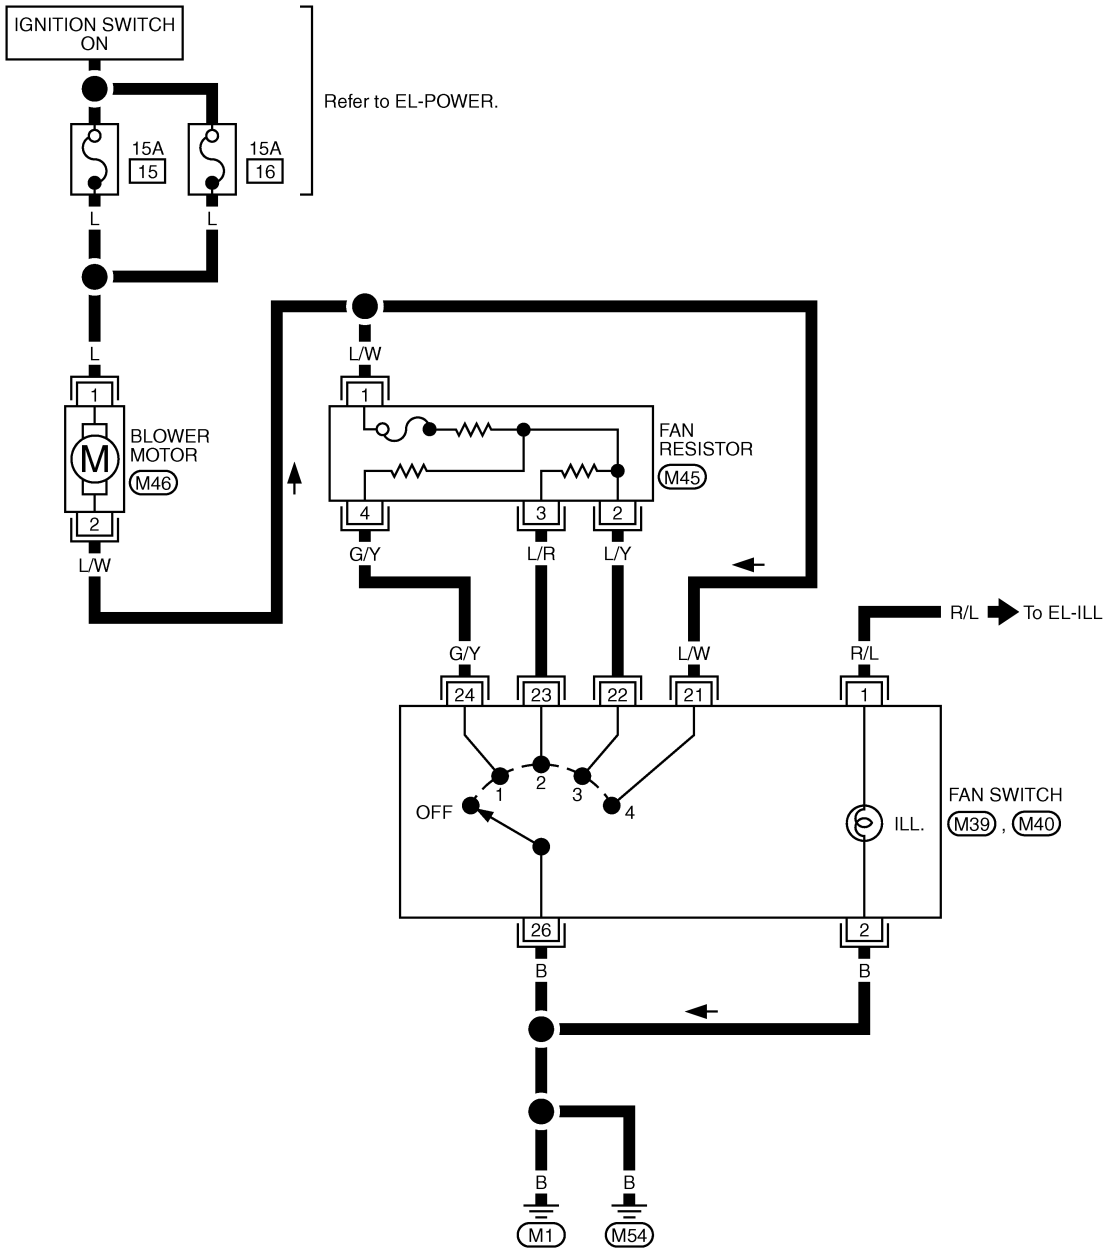 IGNITION SWITCH
ON
Refer to EL-POWER.
15A
15
15A
16
L
L
L
L/W
1
1
BLOWER
MOTOR
M
M46
FAN
RESISTOR
M45
2
4
3
2
L/W
G/Y
L/R
L/Y
R/L
To EL-ILL
G/Y
L/W
R/L
24
23
22
21
1
OFF
1
2
3
4
ILL.
FAN SWITCH
M39 , M40
26
2
B
B
B
B
M1
M54